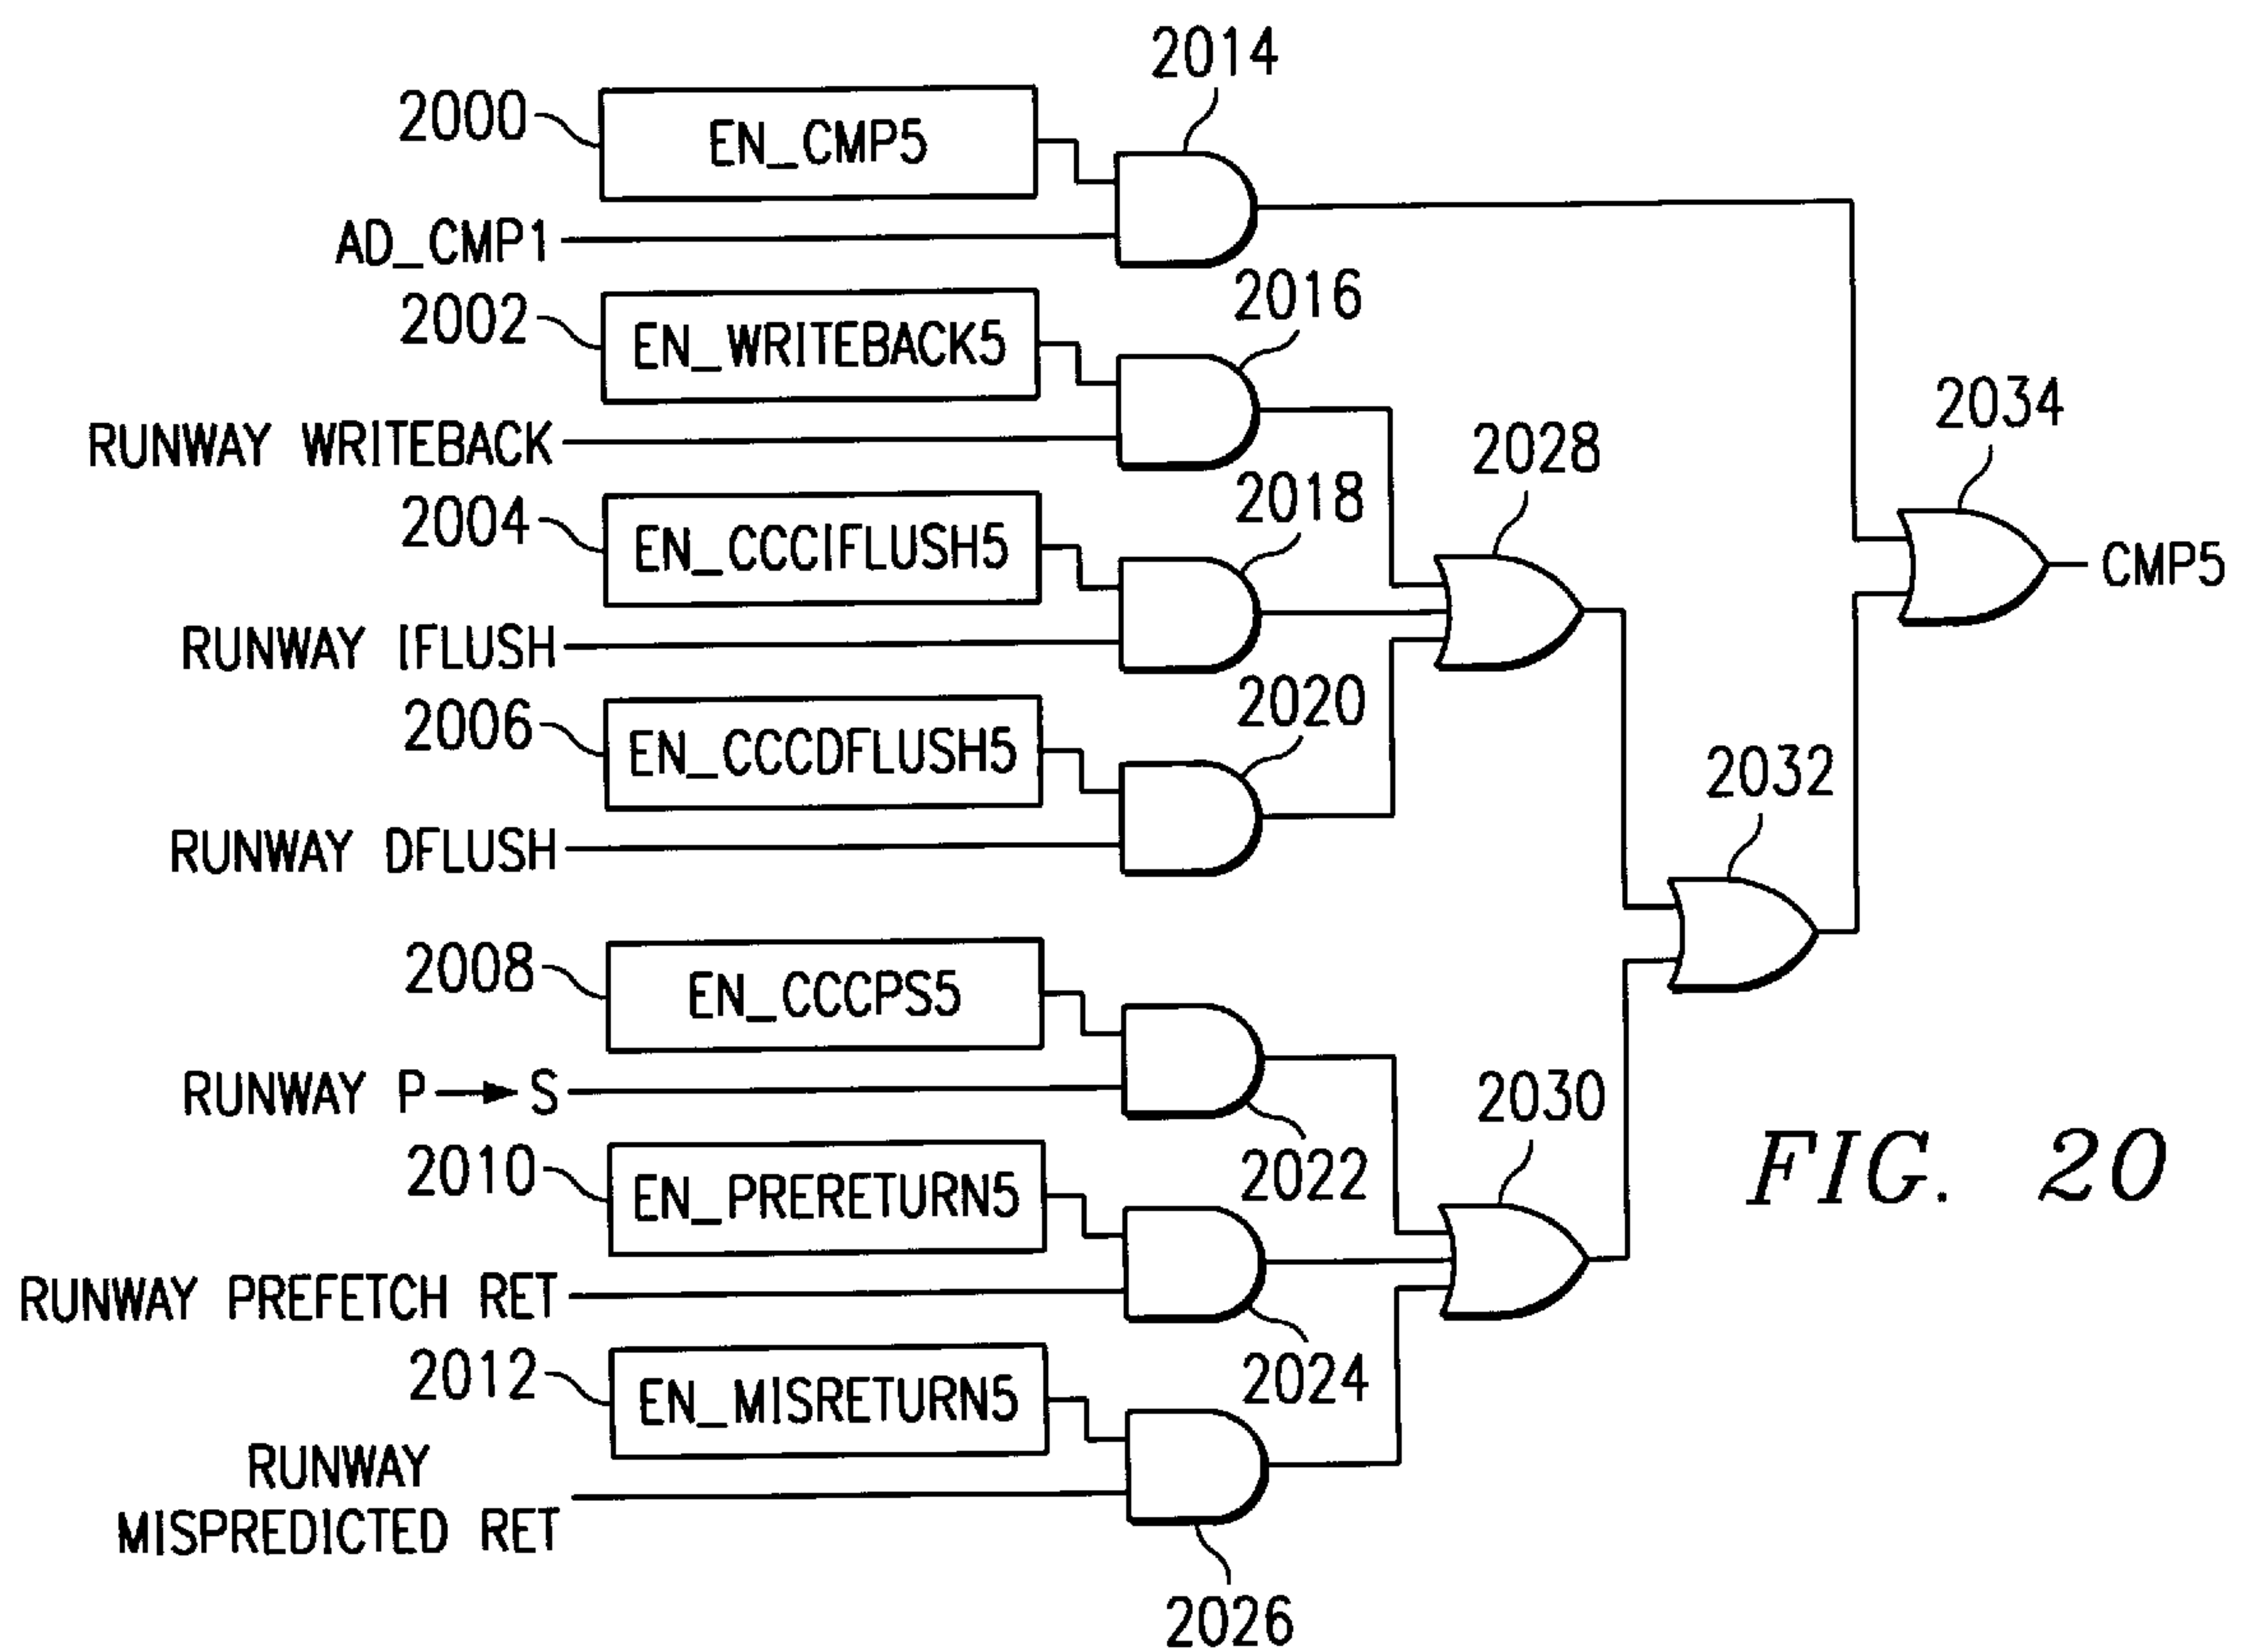 2014
2000
EN_CMP5
AD_CMP1
2016
2002
EN_WRITEBACK5
2034
RUNWAY WRITEBACK
2028
2018
2004
EN_CCCIFLUSH5
CMP5
RUNWAY IFLUSH
2020
2006
EN_CCCDFLUSH5
2032
RUNWAY DFLUSH
2008
EN_CCCPS5
RUNWAY P → S
2030
2022
FIG. 20
2010
EN_PRERETURN5
RUNWAY PREFETCH RET
2024
2012
EN_MISRETURN5
RUNWAY
MISPREDICTED RET
2026